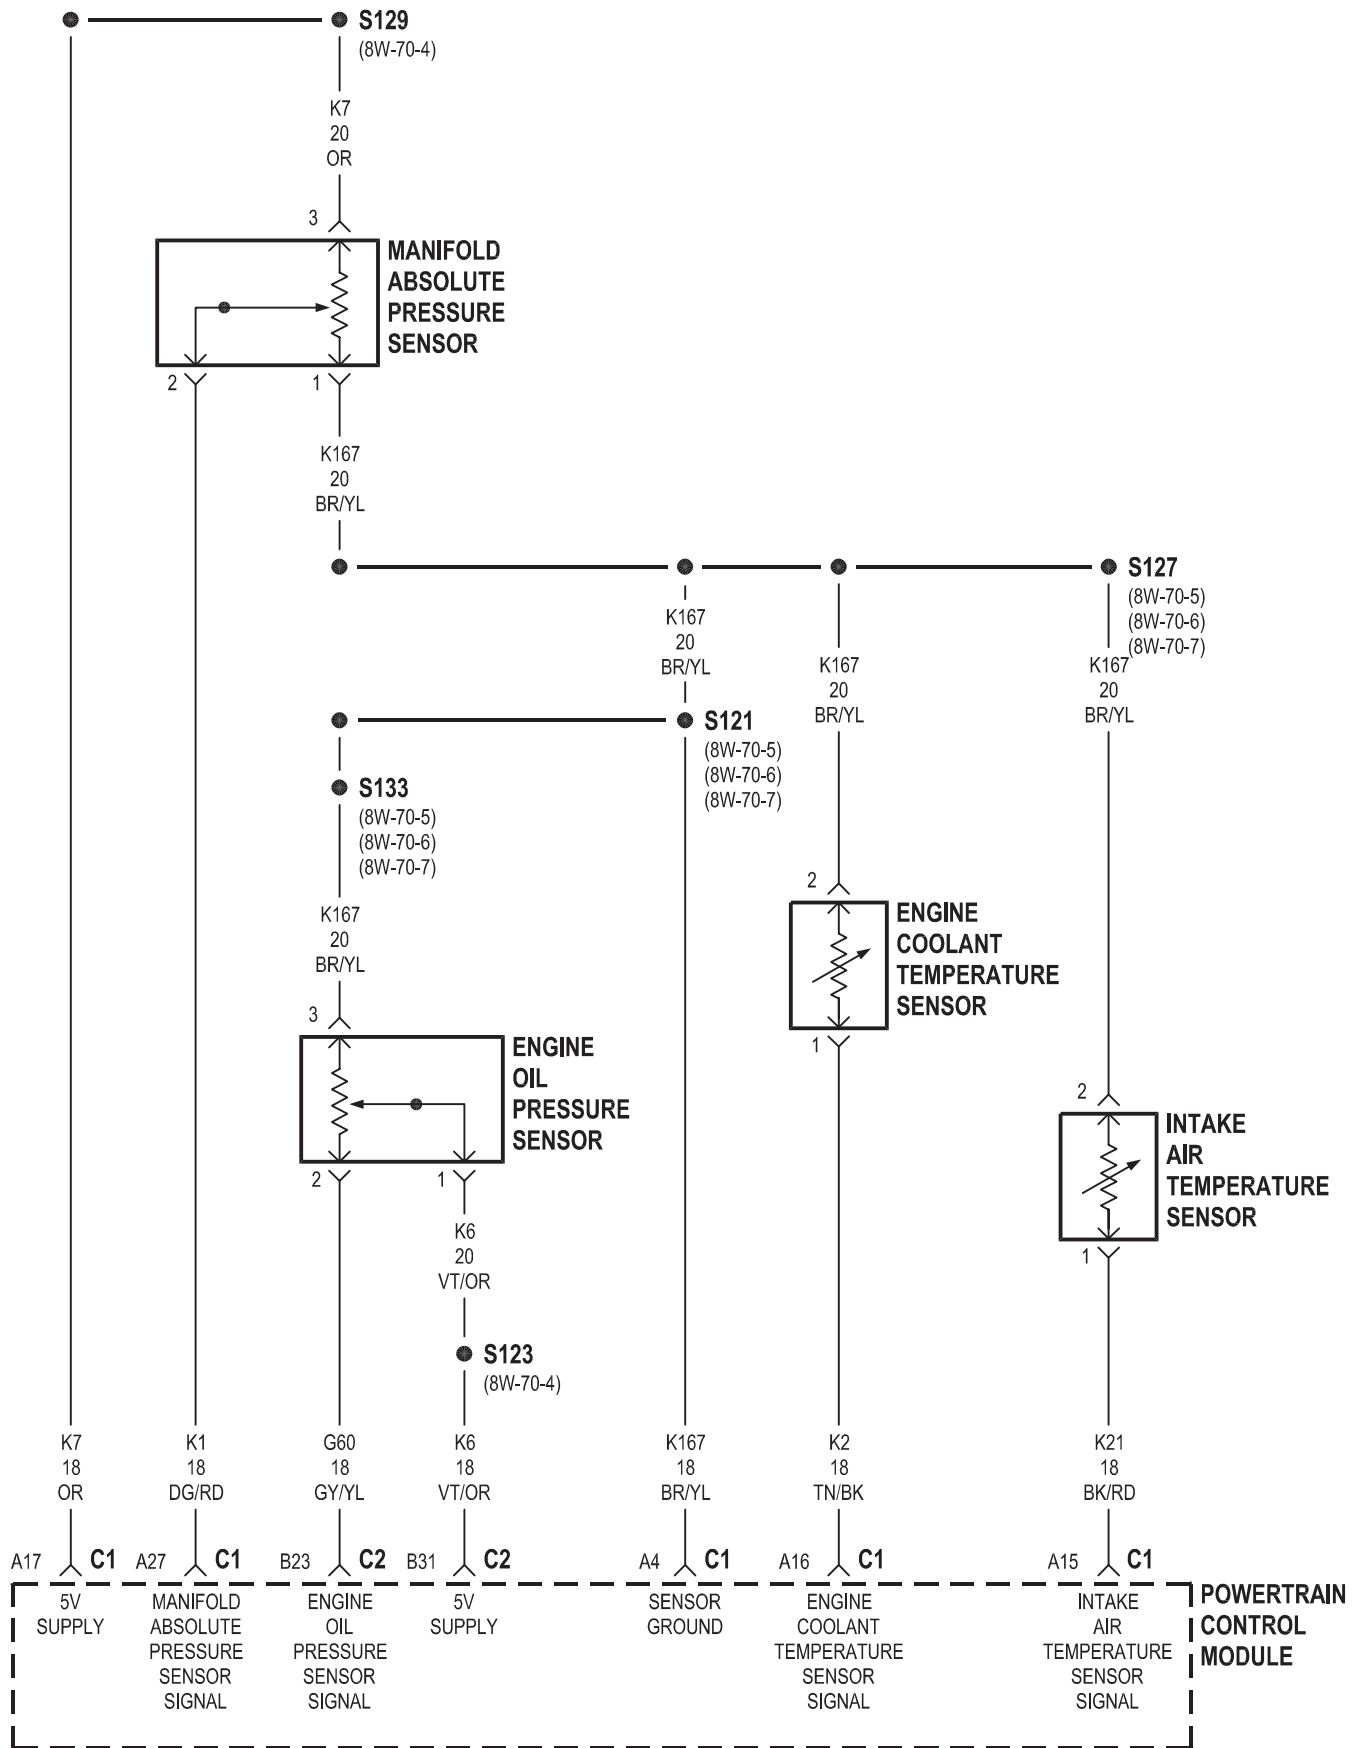 S129
(8W-70-4)
K7
20
OR
3
MANIFOLD
ABSOLUTE
PRESSURE
SENSOR
2
1
K167
20
BR/YL
S127
(8W-70-5)
(8W-70-6)
(8W-70-7)
K167
20
BR/YL
K167
20
BR/YL
K167
20
BR/YL
S121
(8W-70-5)
(8W-70-6)
(8W-70-7)
S133
(8W-70-5)
(8W-70-6)
(8W-70-7)
K167
20
BR/YL
2
ENGINE
COOLANT
TEMPERATURE
SENSOR
1
3
ENGINE
OIL
PRESSURE
SENSOR
2
1
2
INTAKE
AIR
TEMPERATURE
SENSOR
1
K6
20
VT/OR
S123
(8W-70-4)
K7
18
OR
K1
18
DG/RD
G60
18
GY/YL
K6
18
VT/OR
K167
18
BR/YL
K2
18
TN/BK
K21
18
BK/RD
A17 C1
A27 C1
B23 C2
B31 C2
A4 C1
A16 C1
A15 C1
5V
SUPPLY
MANIFOLD
ABSOLUTE
PRESSURE
SENSOR
SIGNAL
ENGINE
OIL
PRESSURE
SENSOR
SIGNAL
5V
SUPPLY
SENSOR
GROUND
ENGINE
COOLANT
TEMPERATURE
SENSOR
SIGNAL
INTAKE
AIR
TEMPERATURE
SENSOR
SIGNAL
POWERTRAIN
CONTROL
MODULE